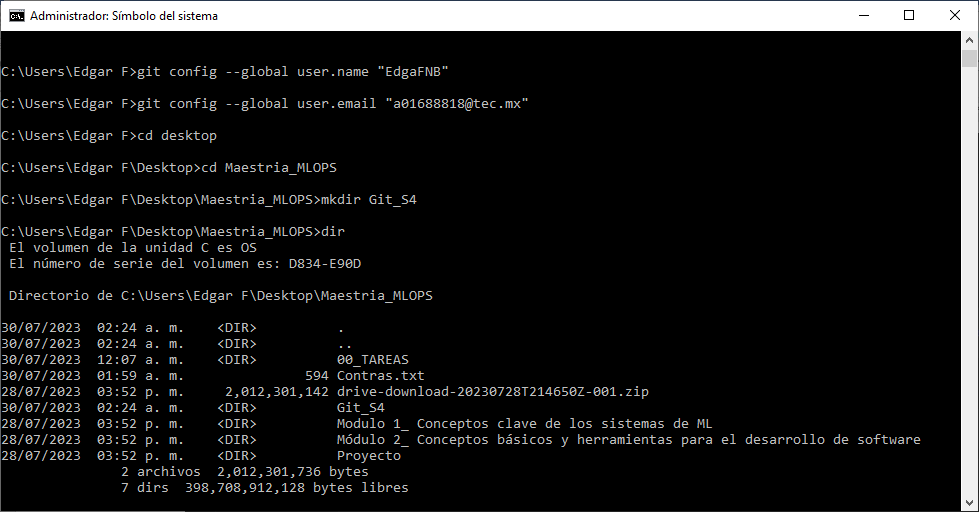 Administrador: Símbolo del sistema
C:\Users\Edgar F>git config --global user.name "EdgaFNB"
C:\Users\Edgar F>git config --global user.email "a01688818@tec.mx"
C:\Users\Edgar F>cd desktop
C:\Users\Edgar F\Desktop>cd Maestria_MLOPS
C:\Users\Edgar F\Desktop\Maestria_MLOPS>mkdir Git_S4
C:\Users\Edgar F\Desktop\Maestria_MLOPS>dir
 El volumen de la unidad C es OS
 El número de serie del volumen es: D834-E90D
 Directorio de C:\Users\Edgar F\Desktop\Maestria_MLOPS
30/07/2023  02:24 a. m.    <DIR>          .
30/07/2023  02:24 a. m.    <DIR>          ..
30/07/2023  12:07 a. m.    <DIR>          00_TAREAS
30/07/2023  01:59 a. m.               594 Contras.txt
28/07/2023  03:52 p. m.     2,012,301,142 drive-download-20230728T214650Z-001.zip
30/07/2023  02:24 a. m.    <DIR>          Git_S4
28/07/2023  03:52 p. m.    <DIR>          Modulo 1_ Conceptos clave de los sistemas de ML
28/07/2023  03:52 p. m.    <DIR>          Módulo 2_ Conceptos básicos y herramientas para el desarrollo de software
28/07/2023  03:52 p. m.    <DIR>          Proyecto
               2 archivos  2,012,301,736 bytes
               7 dirs  398,708,912,128 bytes libres